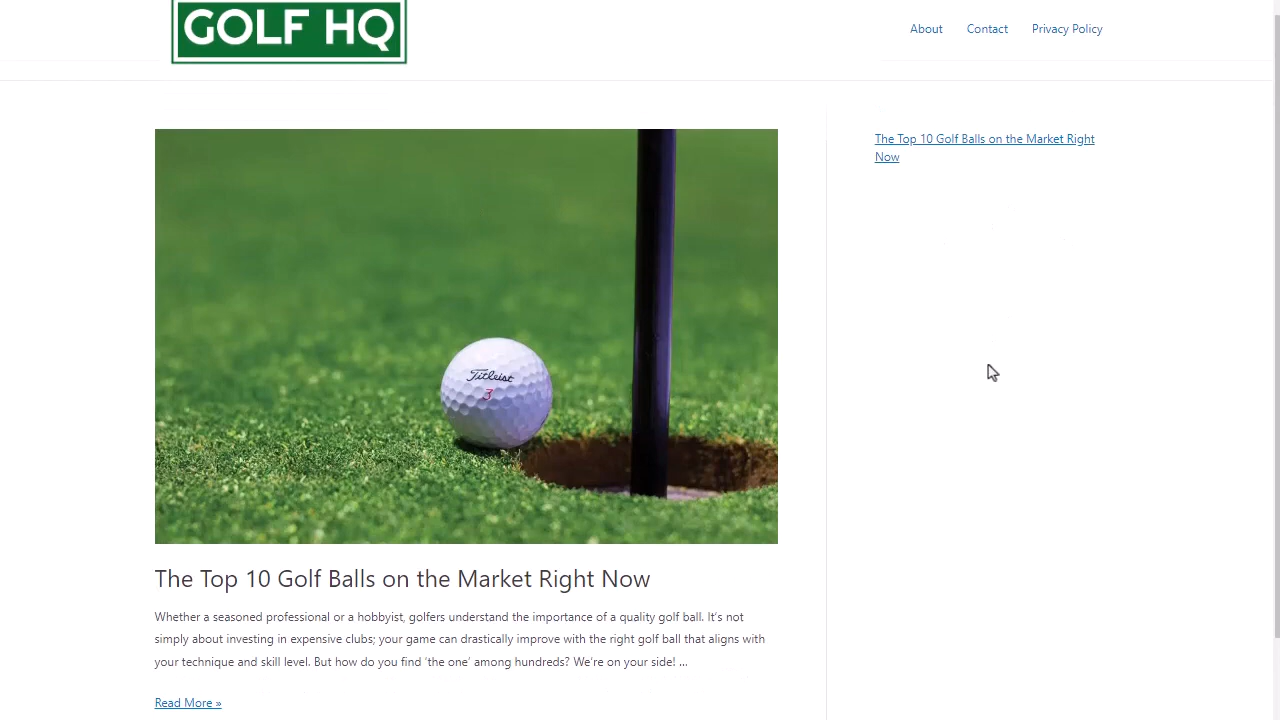 GOLF HQ
About Contact Privacy Policy
The Top 10 Golf Balls on the Market Right
Now
Titleist
3
The Top 10 Golf Balls on the Market Right Now
Whether a seasoned professional or a hobbyist, golfers understand the importance of a quality golf ball. It’s not
simply about investing in expensive clubs; your game can drastically improve with the right golf ball that aligns with
your technique and skill level. But how do you find ‘the one’ among hundreds? We’re on your side! ...
Read More »